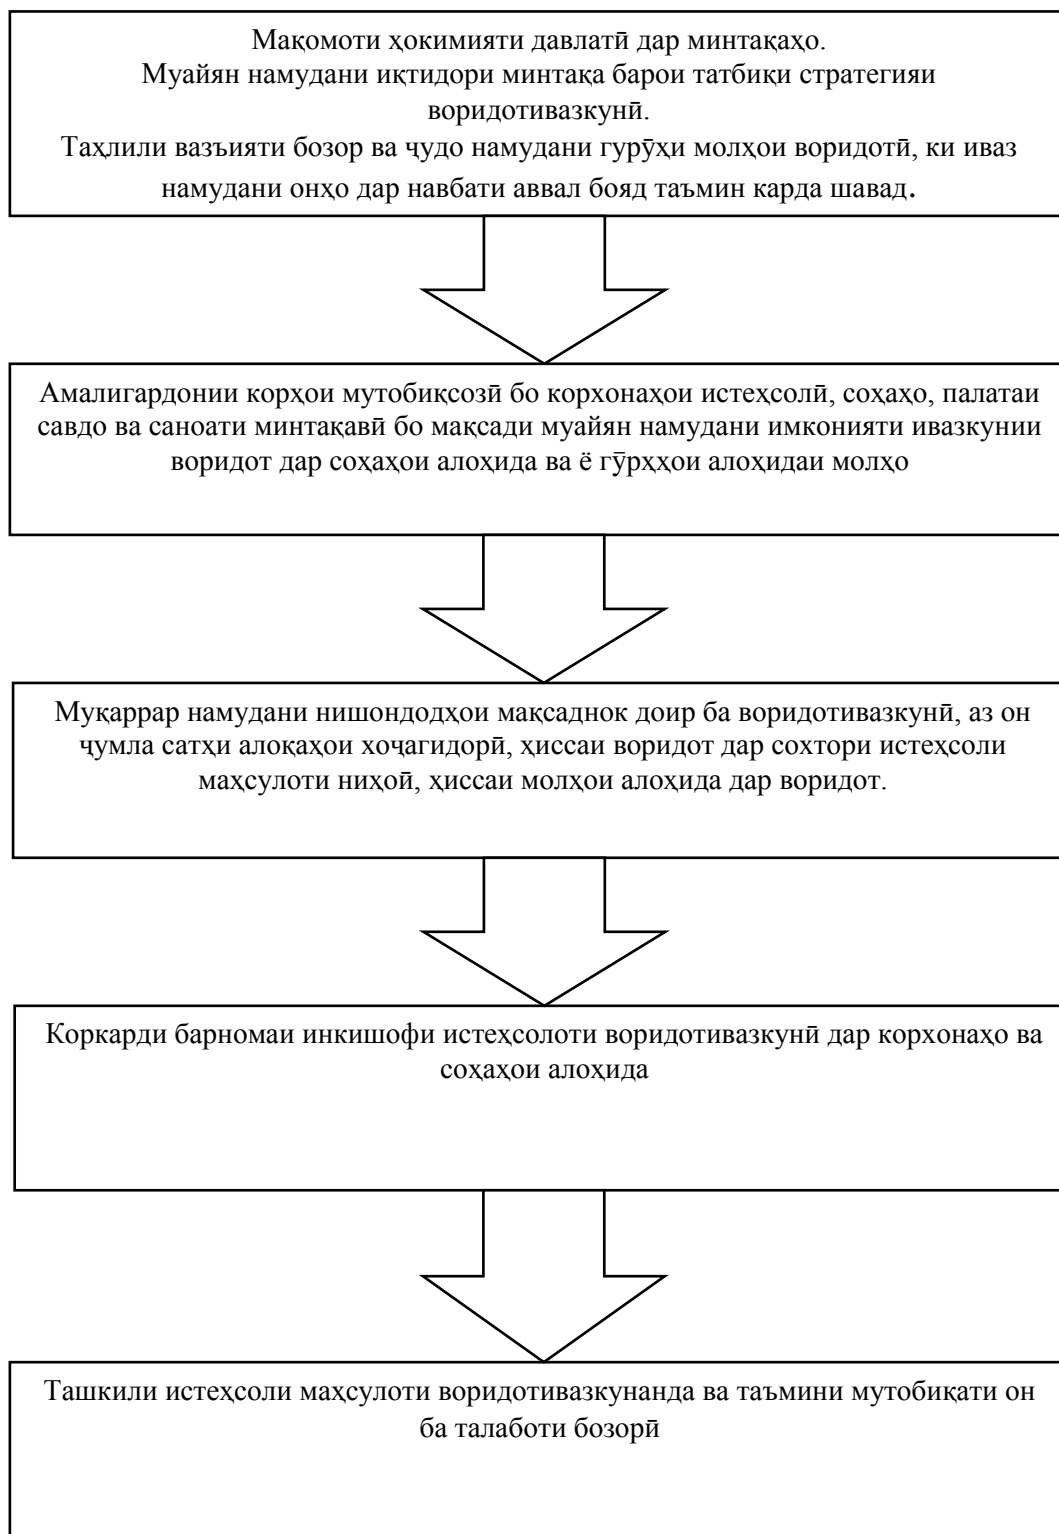 Мақомоти ҳокимияти давлатӣ дар минтақаҳо.
Муайян намудани иқтидори минтақа барои татбиқи стратегияи
воридотивазкунӣ.
Таҳлили вазъияти бозор ва ҷудо намудани гурӯҳи молҳои воридотӣ, ки иваз
намудани онҳо дар навбати аввал бояд таъмин карда шавад.
Амалигардонии корҳои мутобиқсозӣ бо корхонаҳои истеҳсолӣ, соҳаҳо, палатаи
савдо ва саноати минтақавӣ бо мақсади муайян намудани имконияти ивазкунии
воридот дар соҳаҳои алоҳида ва ё гӯрҳҳои алоҳидаи молҳо
Муқаррар намудани нишондодҳои мақсаднок доир ба воридотивазкунӣ, аз он
ҷумла сатҳи алоқаҳои хоҷагидорӣ, ҳиссаи воридот дар сохтори истеҳсоли
маҳсулоти ниҳоӣ, ҳиссаи молҳои алоҳида дар воридот.
Коркарди барномаи инкишофи истеҳсолоти воридотивазкунӣ дар корхонаҳо ва
соҳаҳои алоҳида
Ташкили истеҳсоли маҳсулоти воридотивазкунанда ва таъмини мутобиқати он
ба талаботи бозорӣ